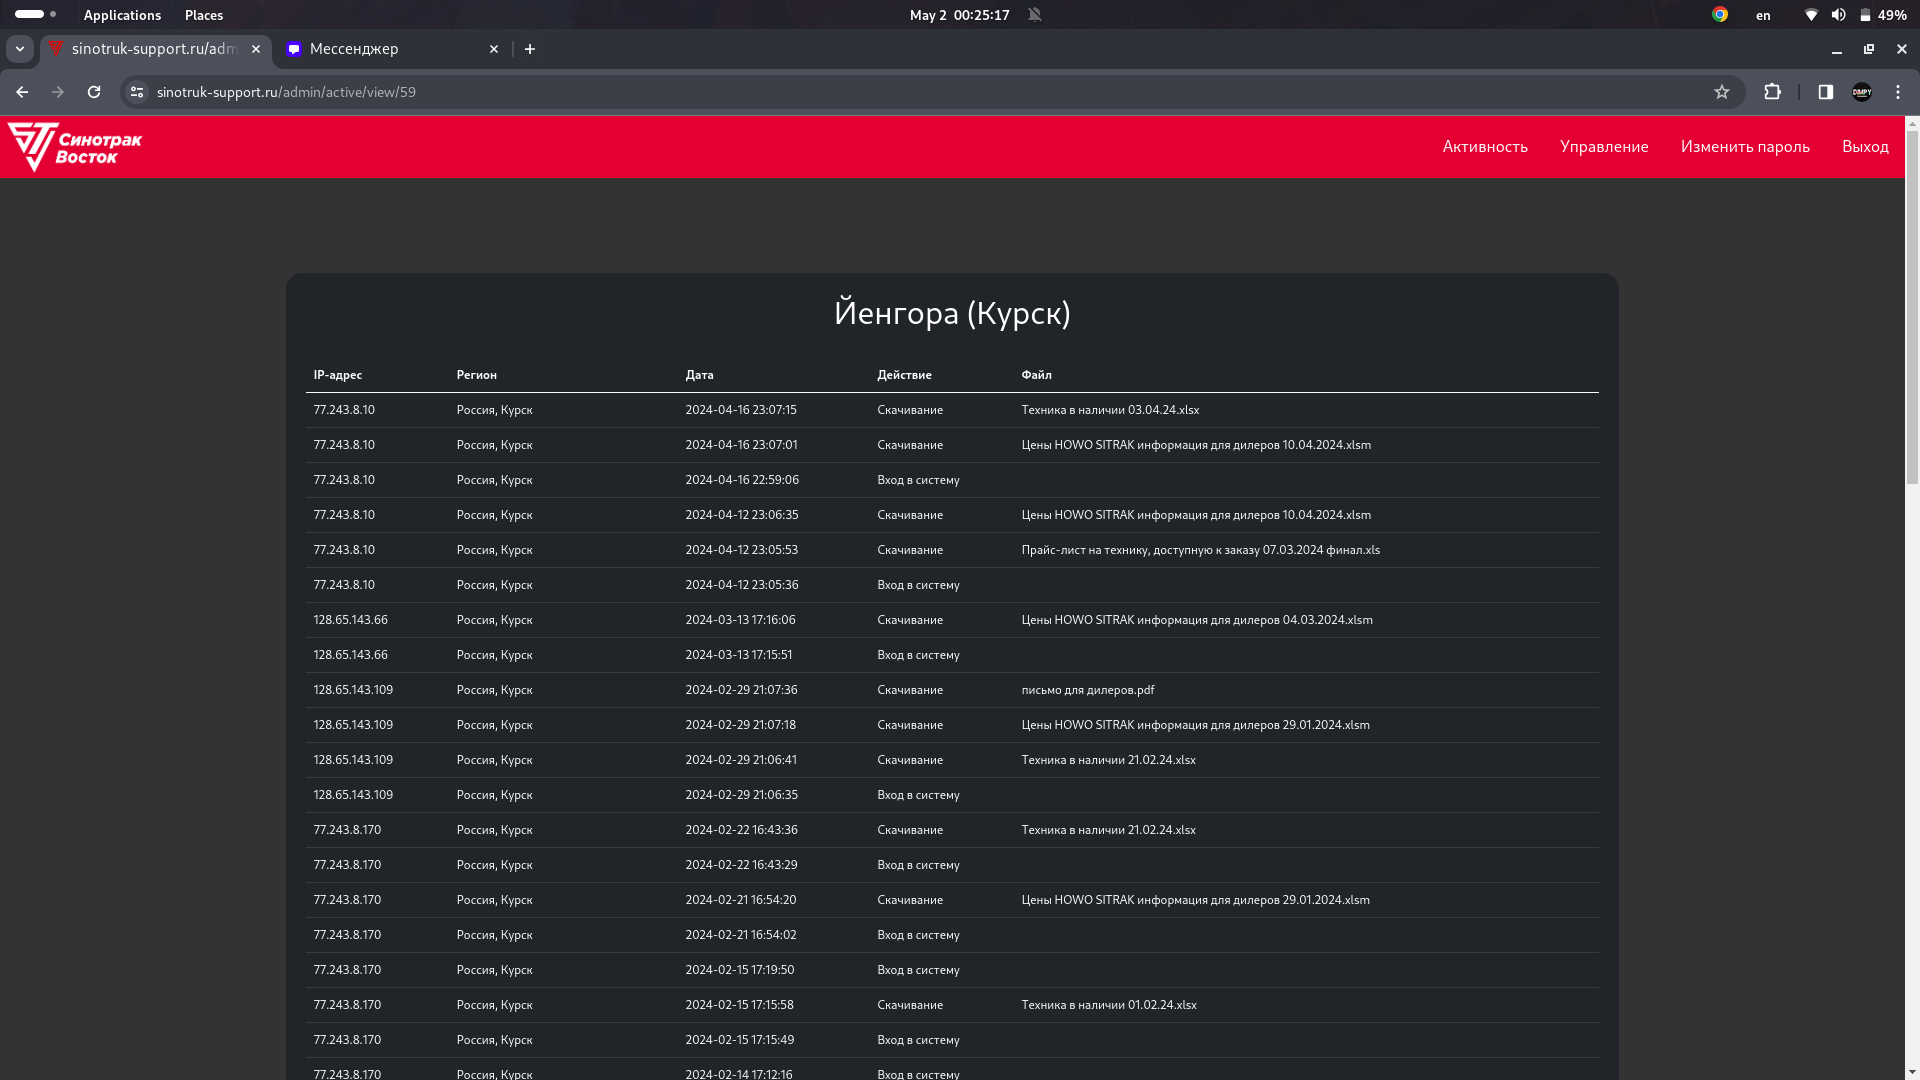 Applications Places May 2 00:25:17 en 49%
sinotruk-support.ru/adm Мессенджер
sinotruk-support.ru/admin/active/view/59
Синотрак
Восток
Активность Управление Изменить пароль Выход
Йенгора (Курск)
IP-адрес Регион Дата Действие Файл
77.243.8.10 Россия, Курск 2024-04-16 23:07:15 Скачивание Техника в наличии 03.04.24.xlsx
77.243.8.10 Россия, Курск 2024-04-16 23:07:01 Скачивание Цены HOWO SITRAK информация для дилеров 10.04.2024.xlsm
77.243.8.10 Россия, Курск 2024-04-16 22:59:06 Вход в систему
77.243.8.10 Россия, Курск 2024-04-12 23:06:35 Скачивание Цены HOWO SITRAK информация для дилеров 10.04.2024.xlsm
77.243.8.10 Россия, Курск 2024-04-12 23:05:53 Скачивание Прайс-лист на технику, доступную к заказу 07.03.2024 финал.xls
77.243.8.10 Россия, Курск 2024-04-12 23:05:36 Вход в систему
128.65.143.66 Россия, Курск 2024-03-13 17:16:06 Скачивание Цены HOWO SITRAK информация для дилеров 04.03.2024.xlsm
128.65.143.66 Россия, Курск 2024-03-13 17:15:51 Вход в систему
128.65.143.109 Россия, Курск 2024-02-29 21:07:36 Скачивание письмо для дилеров.pdf
128.65.143.109 Россия, Курск 2024-02-29 21:07:18 Скачивание Цены HOWO SITRAK информация для дилеров 29.01.2024.xlsm
128.65.143.109 Россия, Курск 2024-02-29 21:06:41 Скачивание Техника в наличии 21.02.24.xlsx
128.65.143.109 Россия, Курск 2024-02-29 21:06:35 Вход в систему
77.243.8.170 Россия, Курск 2024-02-22 16:43:36 Скачивание Техника в наличии 21.02.24.xlsx
77.243.8.170 Россия, Курск 2024-02-22 16:43:29 Вход в систему
77.243.8.170 Россия, Курск 2024-02-21 16:54:20 Скачивание Цены HOWO SITRAK информация для дилеров 29.01.2024.xlsm
77.243.8.170 Россия, Курск 2024-02-21 16:54:02 Вход в систему
77.243.8.170 Россия, Курск 2024-02-15 17:19:50 Вход в систему
77.243.8.170 Россия, Курск 2024-02-15 17:15:58 Скачивание Техника в наличии 01.02.24.xlsx
77.243.8.170 Россия, Курск 2024-02-15 17:15:49 Вход в систему
77.243.8.170 Россия, Курск 2024-02-14 17:12:16 Вход в систему